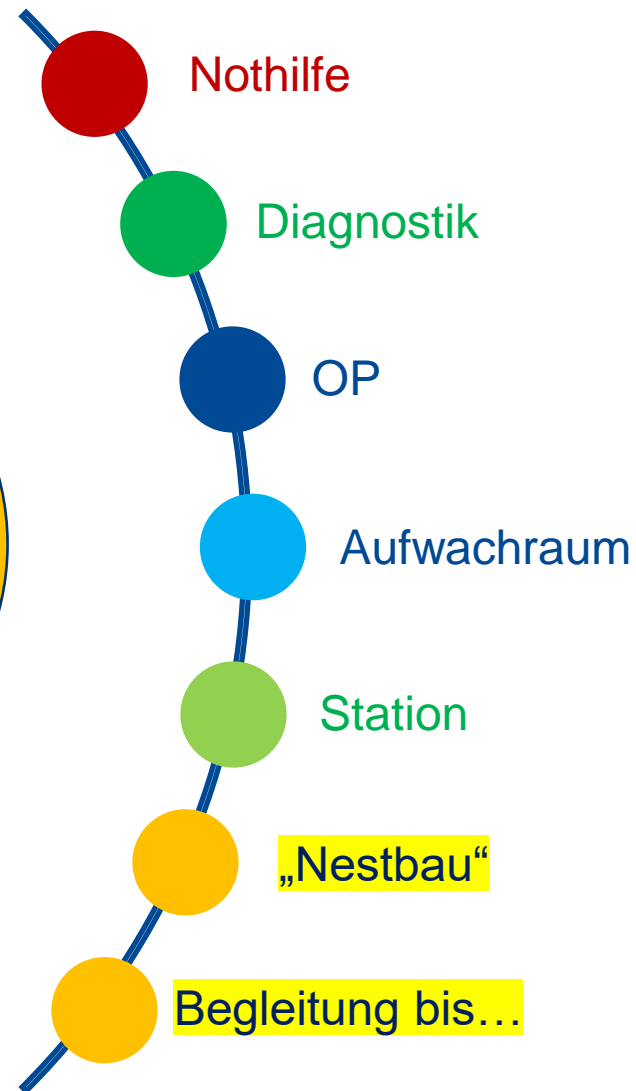 Nothilfe
Diagnostik
OP
Aufwachraum
Station
„Nestbau“
Begleitung bis…